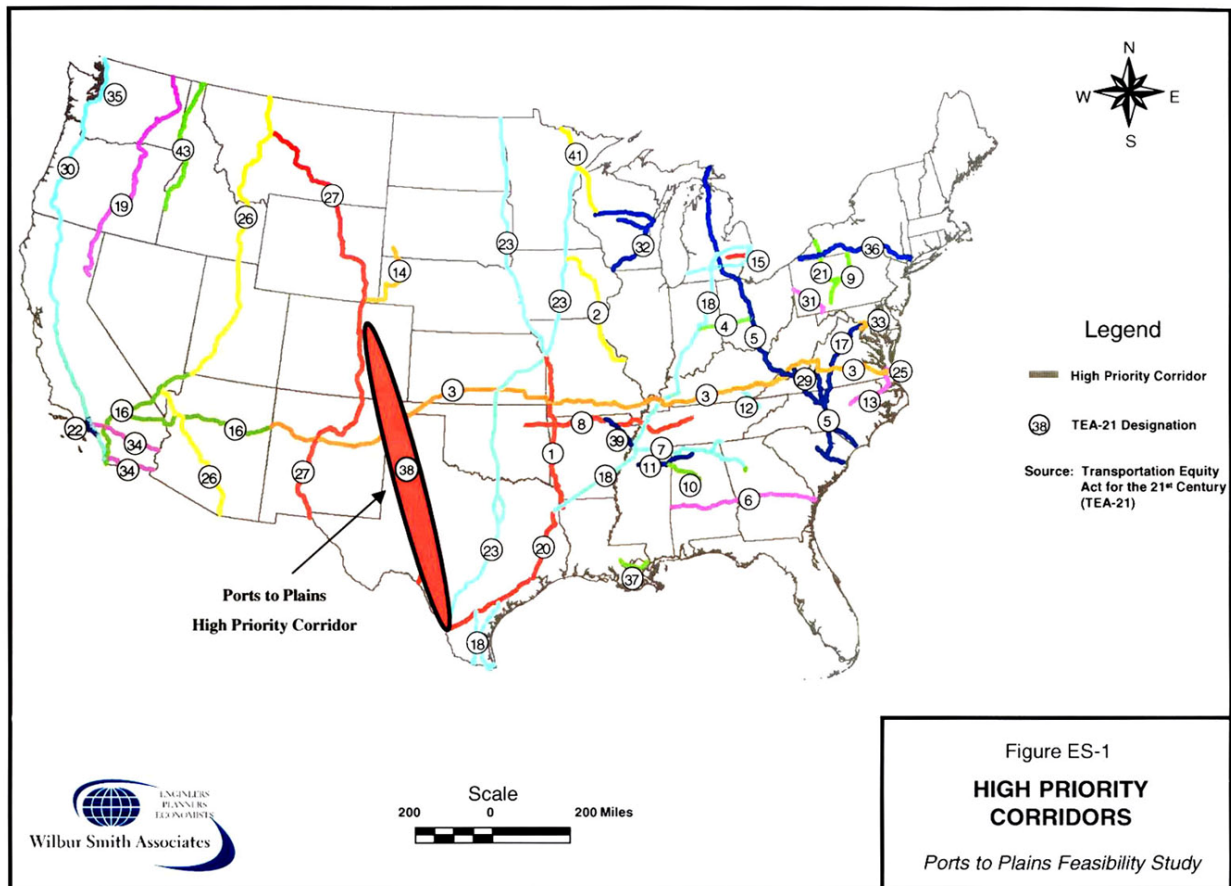 N
W
E
S
35
30
43
19
26
27
14
41
23
32
15
36
21
9
31
18
4
2
23
5
33
17
3
25
29
13
3
3
12
16
16
22
34
34
26
27
38
8
39
1
7
11
10
5
18
6
23
20
37
18
Ports to Plains
High Priority Corridor
Legend
High Priority Corridor
38 TEA-21 Designation
Source: Transportation Equity
Act for the 21st Century
(TEA-21)
ENGINEERS
PLANNERS
ECONOMISTS
Wilbur Smith Associates
Scale
200 0 200 Miles
Figure ES-1
HIGH PRIORITY
CORRIDORS
Ports to Plains Feasibility Study